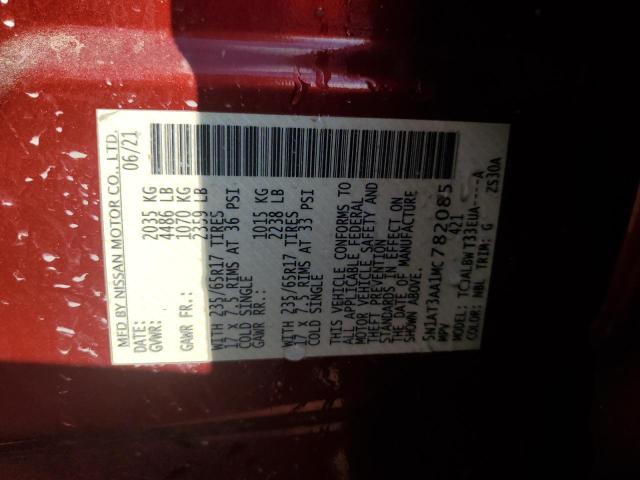 MFD BY NISSAN MOTOR CO., LTD.
DATE: 06/21
GVWR: 2035 KG
4486 LB
GAWR FR.: 1070 KG
2359 LB
WITH 235/65R17 TIRES
17 X 7.5 RIMS AT 36 PSI
COLD SINGLE
GAWR RR.: 1015 KG
2238 LB
WITH 235/65R17 TIRES
17 X 7.5 RIMS AT 33 PSI
COLD SINGLE
THIS VEHICLE CONFORMS TO
ALL APPLICABLE FEDERAL
MOTOR VEHICLE SAFETY AND
THEFT PREVENTION
STANDARDS IN EFFECT ON
THE DATE OF MANUFACTURE
SHOWN ABOVE.
5N1AT3AA1MC782085
MPV 421
MODEL: TCJALBWT33EUA----A
COLOR: NBL TRIM: G ZS30A